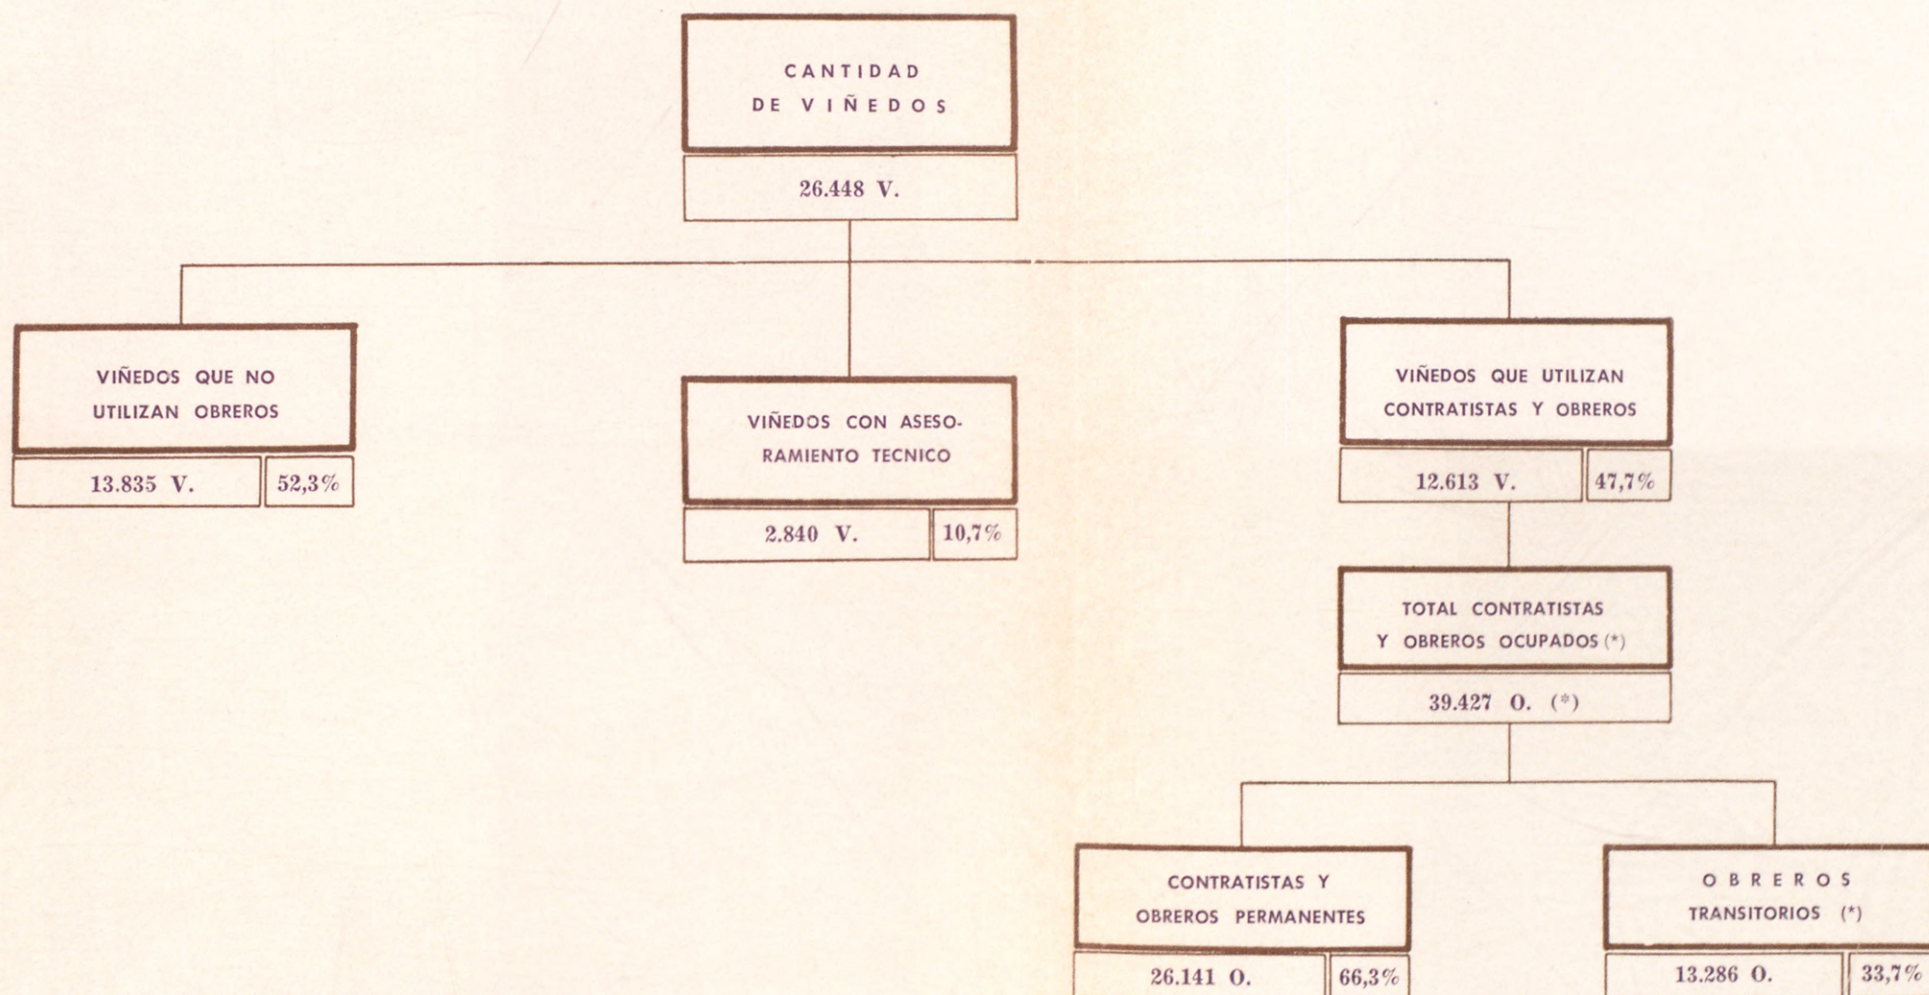 CANTIDAD
DE VIÑEDOS
26.448 V.
VIÑEDOS QUE NO
UTILIZAN OBREROS
13.835 V. 52,3%
VIÑEDOS CON ASESO-
RAMIENTO TECNICO
2.840 V. 10,7%
VIÑEDOS QUE UTILIZAN
CONTRATISTAS Y OBREROS
12.613 V. 47,7%
TOTAL CONTRATISTAS
Y OBREROS OCUPADOS (*)
39.427 O. (*)
CONTRATISTAS Y
OBREROS PERMANENTES
26.141 O. 66,3%
OBREROS
TRANSITORIOS (*)
13.286 O. 33,7%